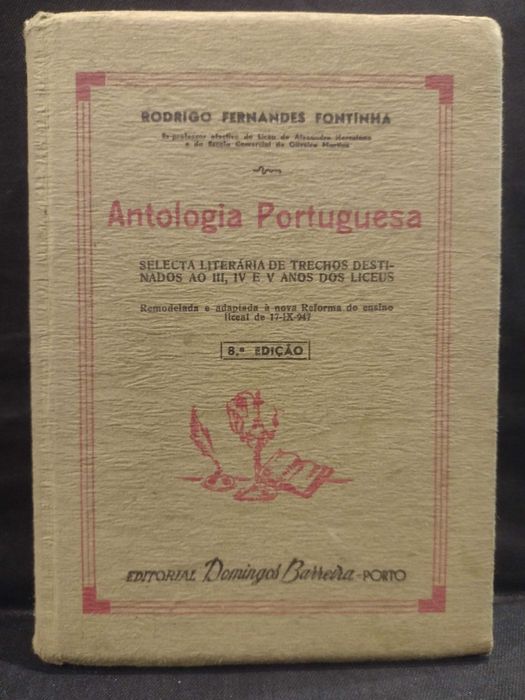 RODRIGO FERNANDES FONTINHA
Ex-professor efectivo do Liceu de Alexandre Herculano
e da Escola Comercial de Oliveira Martins
Antologia Portuguesa
SELECTA LITERÁRIA DE TRECHOS DESTI-
NADOS AO III, IV E V ANOS DOS LICEUS
Remodelada e adaptada à nova Reforma do ensino
liceal de 17-IX-947
8.ª EDIÇÃO
EDITORIAL Domingos Barreira - PORTO